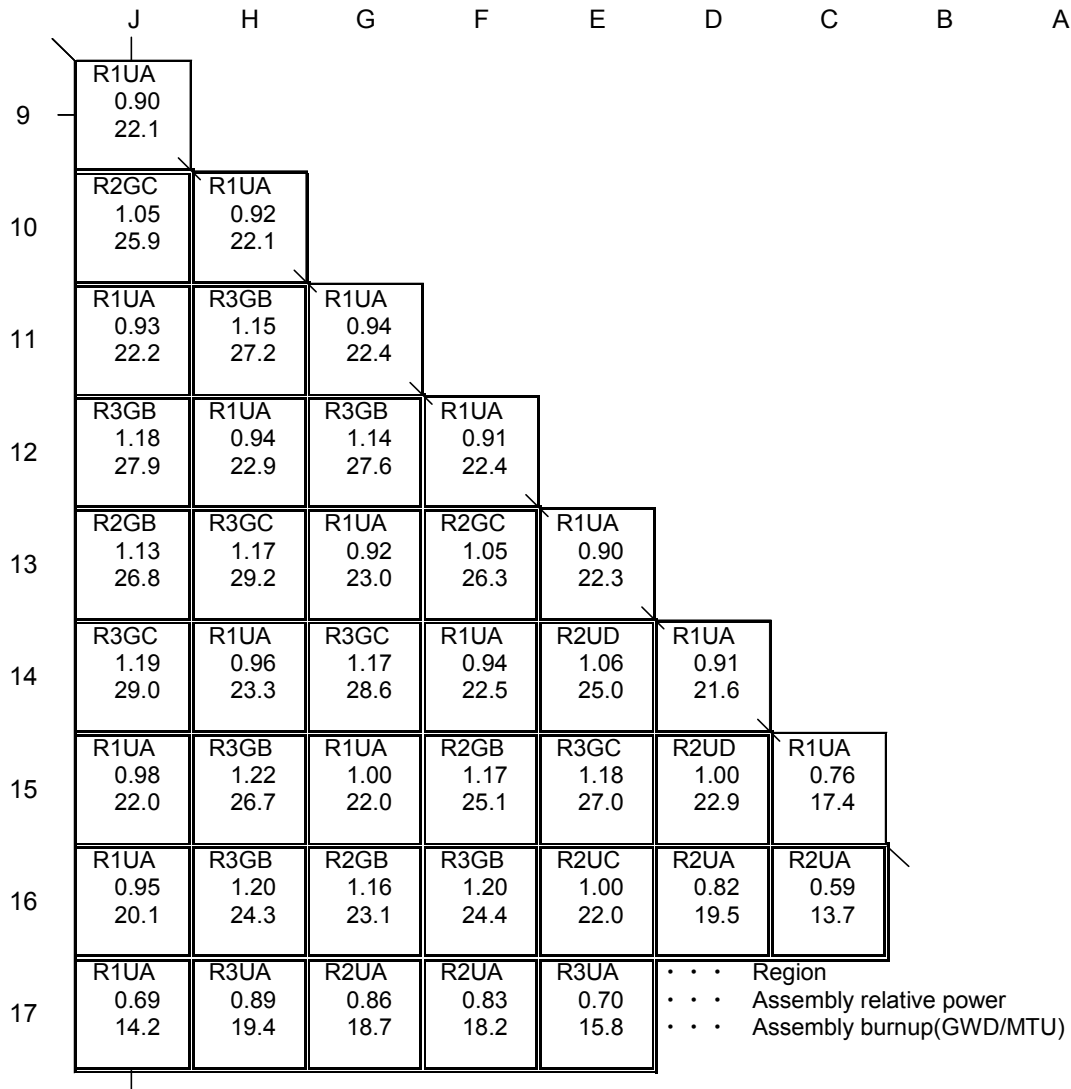 J H G F E D C B A
R1UA
0.90
9
22.1
R2GC R1UA
1.05 0.92
10
25.9 22.1
R1UA R3GB R1UA
0.93 1.15 0.94
11
22.2 27.2 22.4
R3GB R1UA R3GB R1UA
1.18 0.94 1.14 0.91
12
27.9 22.9 27.6 22.4
R2GB R3GC R1UA R2GC R1UA
1.13 1.17 0.92 1.05 0.90
13
26.8 29.2 23.0 26.3 22.3
R3GC R1UA R3GC R1UA R2UD R1UA
1.19 0.96 1.17 0.94 1.06 0.91
14
29.0 23.3 28.6 22.5 25.0 21.6
R1UA R3GB R1UA R2GB R3GC R2UD R1UA
0.98 1.22 1.00 1.17 1.18 1.00 0.76
15
22.0 26.7 22.0 25.1 27.0 22.9 17.4
R1UA R3GB R2GB R3GB R2UC R2UA R2UA
0.95 1.20 1.16 1.20 1.00 0.82 0.59
16
20.1 24.3 23.1 24.4 22.0 19.5 13.7
R1UA R3UA R2UA R2UA R3UA ・・・ Region
0.69 0.89 0.86 0.83 0.70 ・・・ Assembly relative power
17
14.2 19.4 18.7 18.2 15.8 ・・・ Assembly burnup(GWD/MTU)